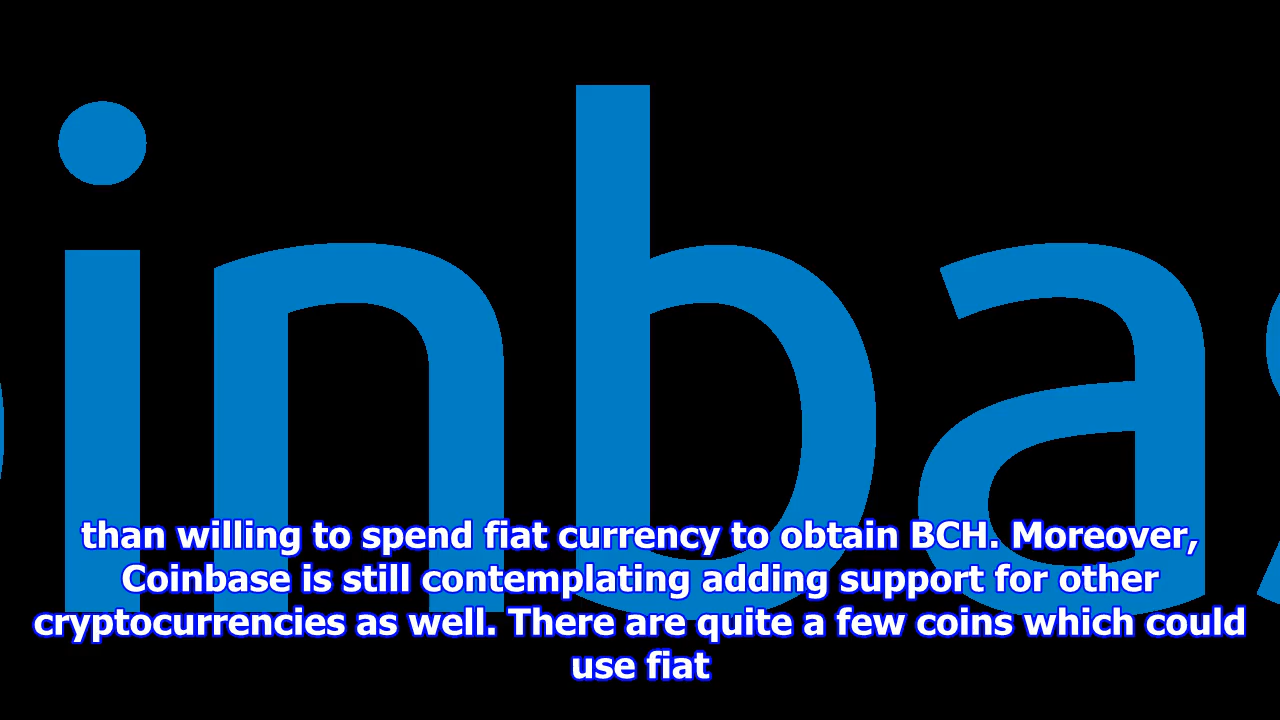 inba
than willing to spend fiat currency to obtain BCH. Moreover,
Coinbase is still contemplating adding support for other
cryptocurrencies as well. There are quite a few coins which could
use fiat